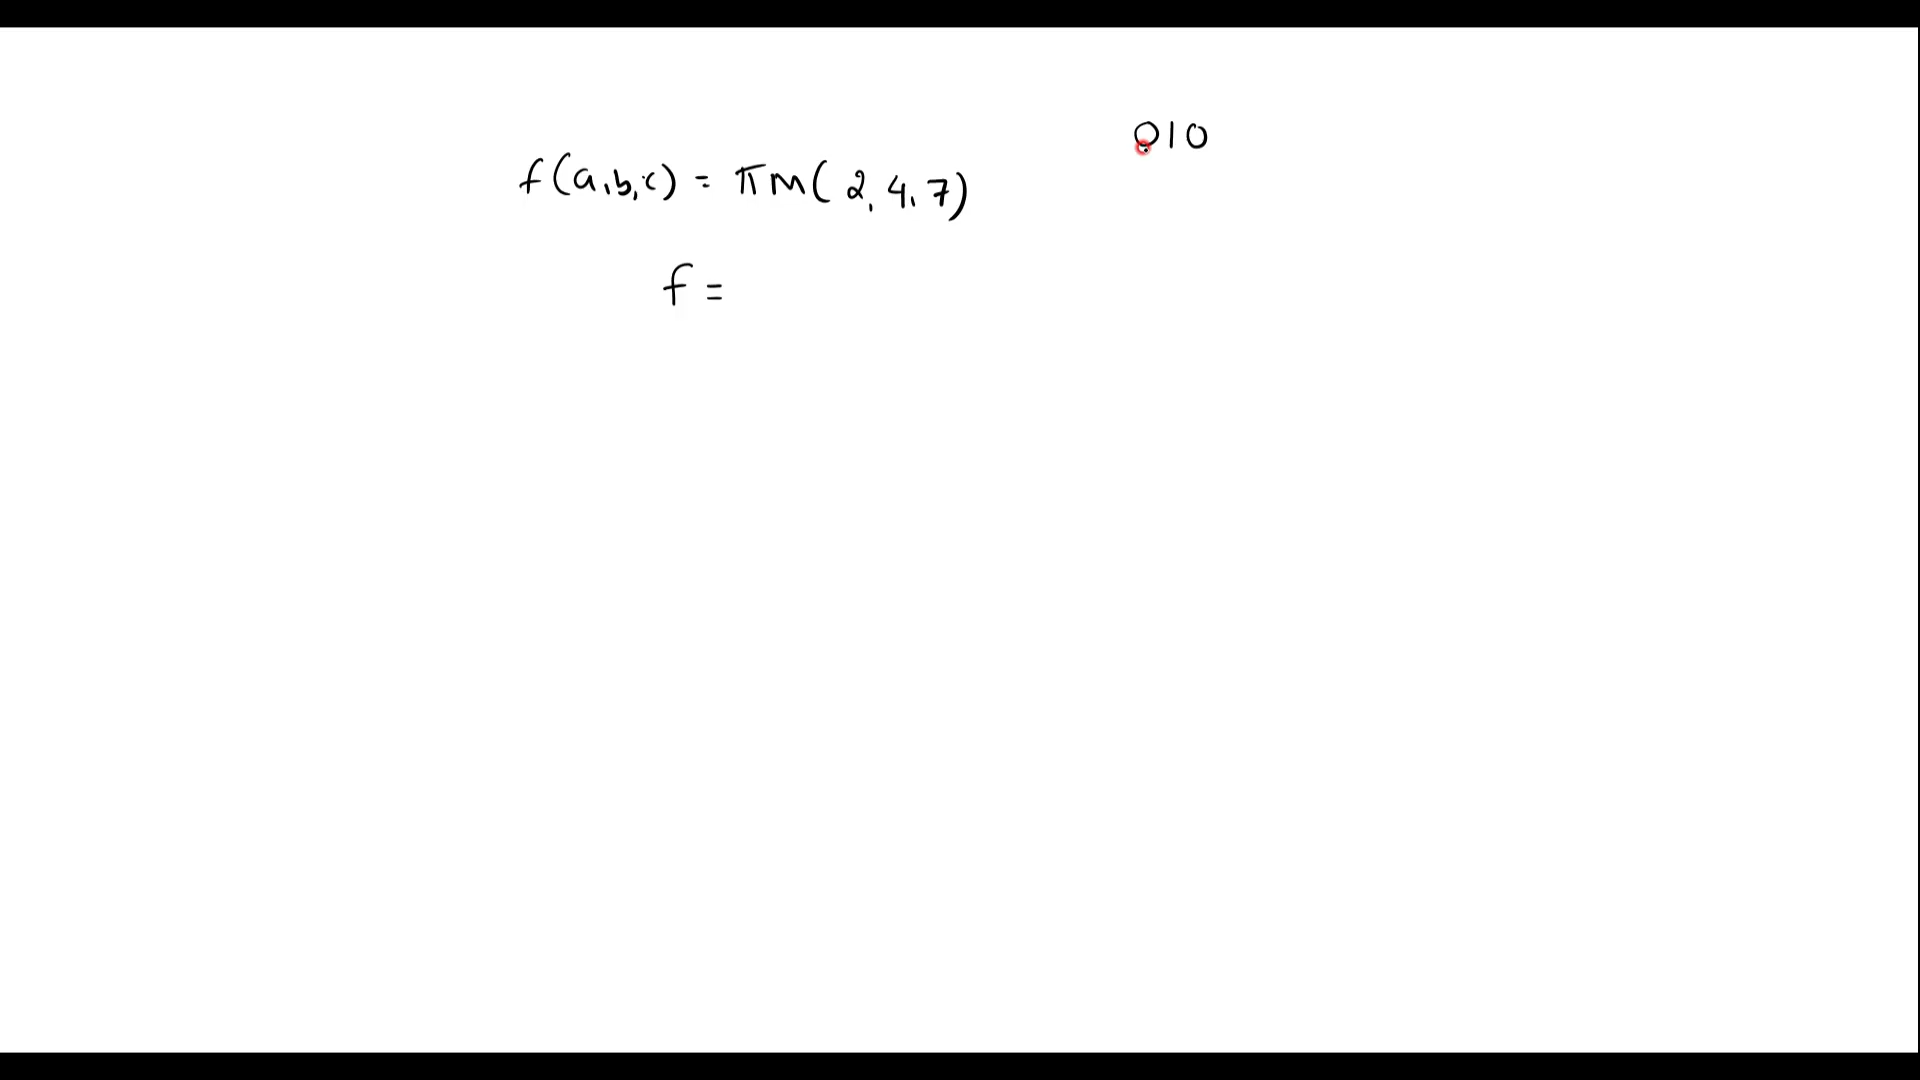 010
f(a,b,c) = πM( 2, 4, 7)
f =